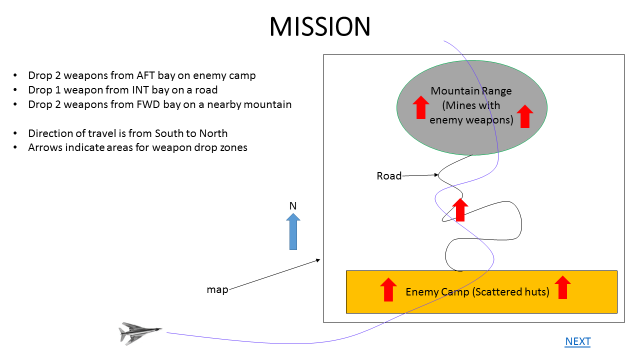 MISSION
• Drop 2 weapons from AFT bay on enemy camp
• Drop 1 weapon from INT bay on a road
• Drop 2 weapons from FWD bay on a nearby mountain
• Direction of travel is from South to North
• Arrows indicate areas for weapon drop zones
Mountain Range
(Mines with
enemy weapons)
Road
N
map
Enemy Camp (Scattered huts)
NEXT